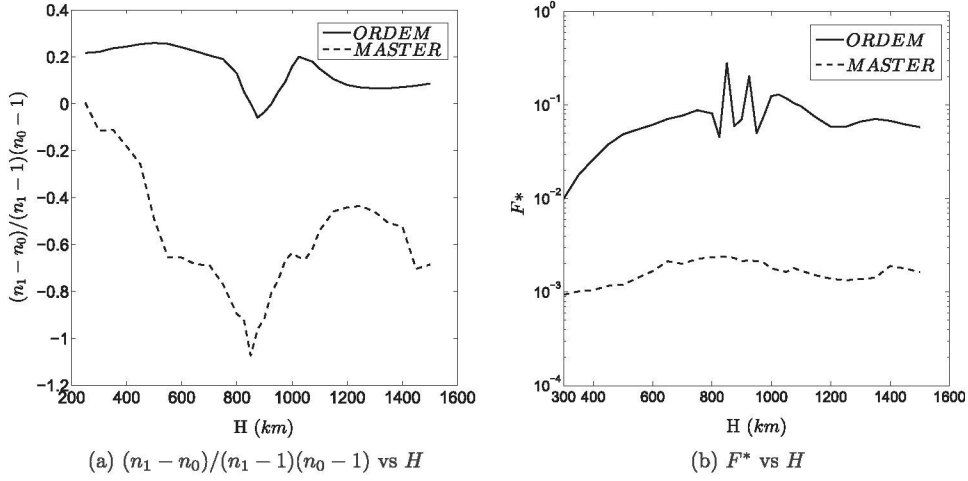 0.4
0.2
0
-0.2
-0.4
-0.6
-0.8
-1
-1.2
(n₁ − n₀)/(n₁ − 1)(n₀ − 1)
ORDEM
MASTER
200 400 600 800 1000 1200 1400 1600
H (km)
(a) (n₁ − n₀)/(n₁ − 1)(n₀ − 1) vs H
10⁰
10⁻¹
10⁻²
10⁻³
10⁻⁴
F*
ORDEM
MASTER
300 400 600 800 1000 1200 1400 1600
H (km)
(b) F* vs H